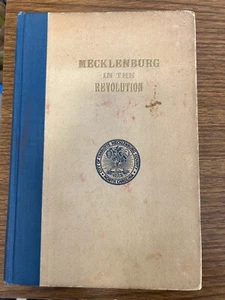 MECKLENBURG
IN THE
REVOLUTION